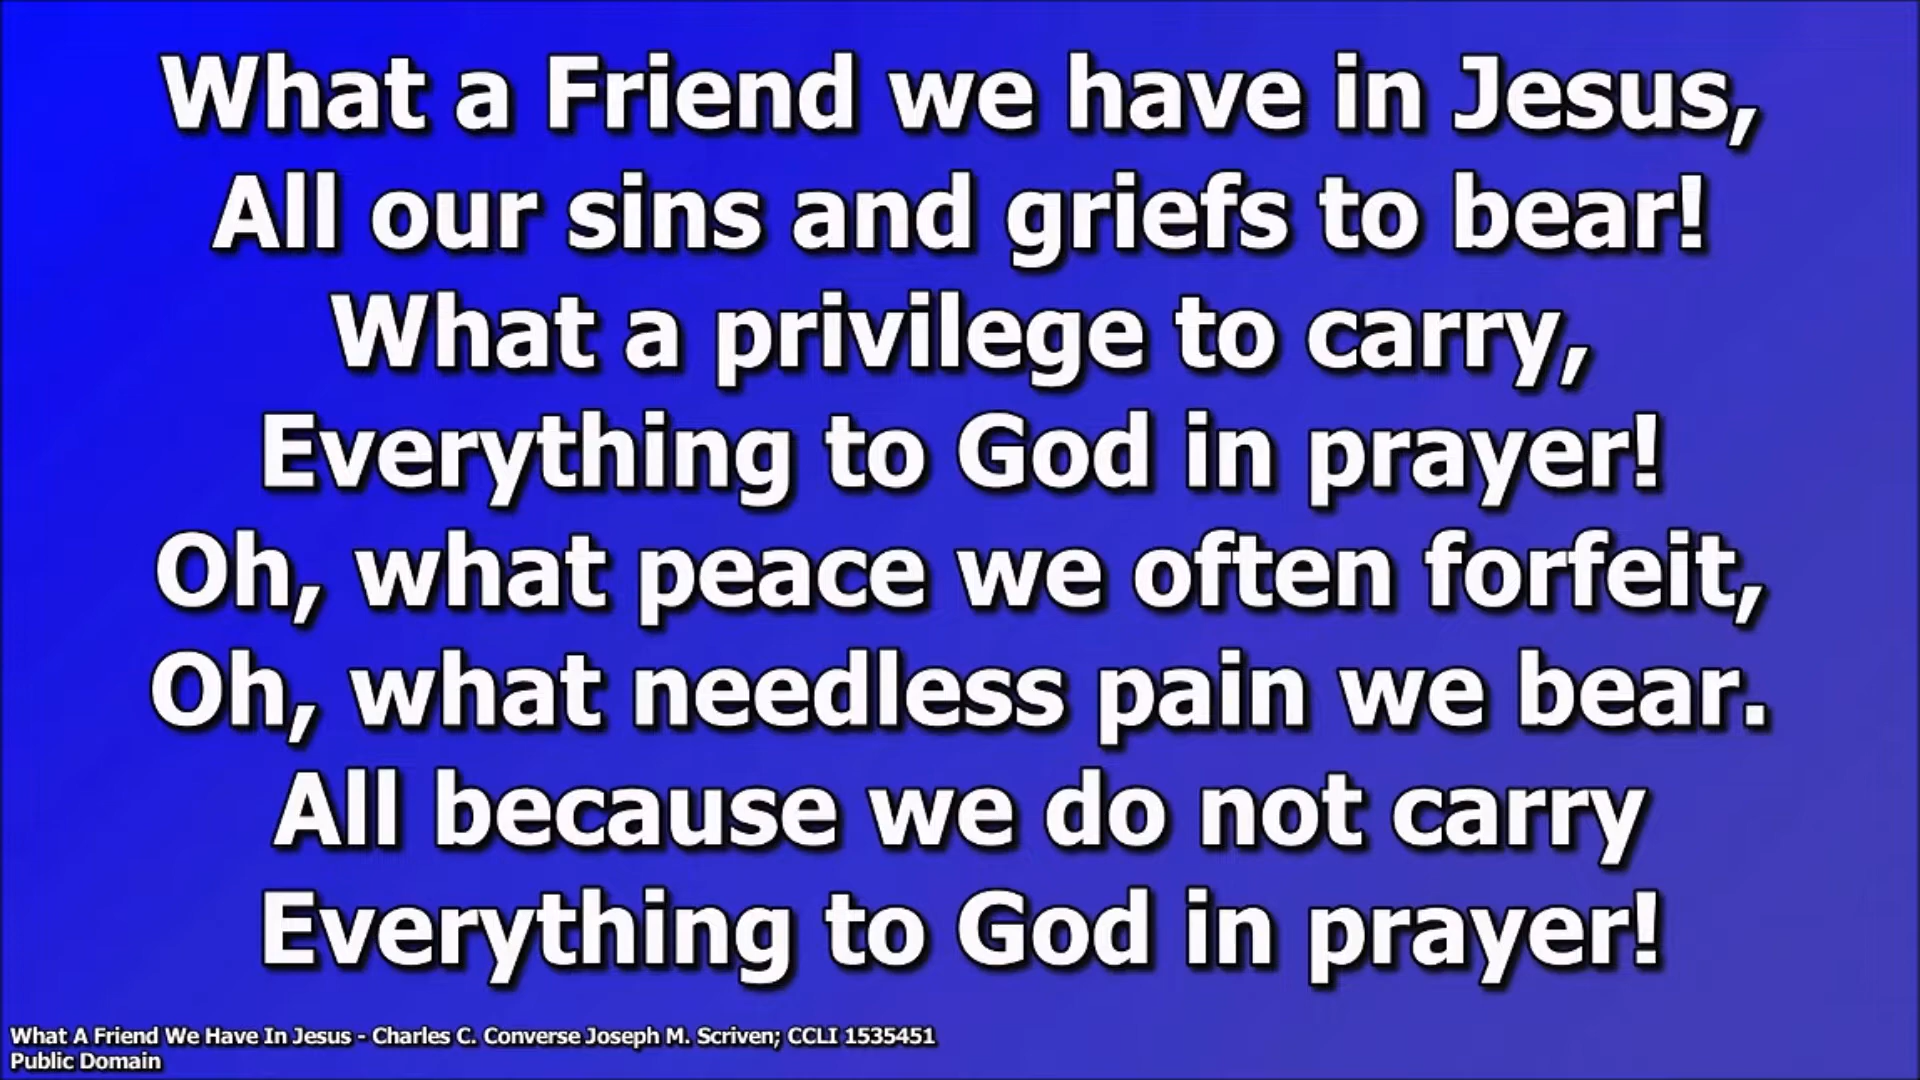 What a Friend we have in Jesus,
All our sins and griefs to bear!
What a privilege to carry,
Everything to God in prayer!
Oh, what peace we often forfeit,
Oh, what needless pain we bear.
All because we do not carry
Everything to God in prayer!
What A Friend We Have In Jesus - Charles C. Converse Joseph M. Scriven; CCLI 1535451
Public Domain